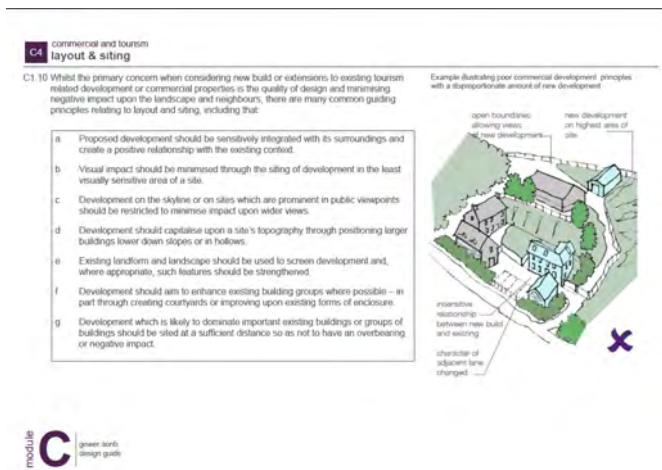 C4
commercial and tourism
layout & siting
C1.10 Whilst the primary concern when considering new build or extensions to existing tourism
related development or commercial properties is the quality of design and minimising
negative impact upon the landscape and neighbours, there are many common guiding
principles relating to layout and siting, including that:
a Proposed development should be sensitively integrated with its surroundings and
create a positive relationship with the existing context.
b Visual impact should be minimised through the siting of development in the least
visually sensitive area of a site.
c Development on the skyline or on sites which are prominent in public viewpoints
should be restricted to minimise impact upon wider views.
d Development should capitalise upon a site's topography through positioning larger
buildings lower down slopes or in hollows.
e Existing landform and landscape should be used to screen development and,
where appropriate, such features should be strengthened.
f Development should aim to enhance existing building groups where possible – in
part through creating courtyards or improving upon existing forms of enclosure.
g Development which is likely to dominate important existing buildings or groups of
buildings should be sited at a sufficient distance so as not to have an overbearing
or negative impact.
Example illustrating poor commercial development principles
with a disproportionate amount of new development
open boundaries
allowing views
of new development
new development
on highest area of
site
insensitive
relationship
between new build
and existing
character of
adjacent lane
changed
module
C
gower aonb
design guide